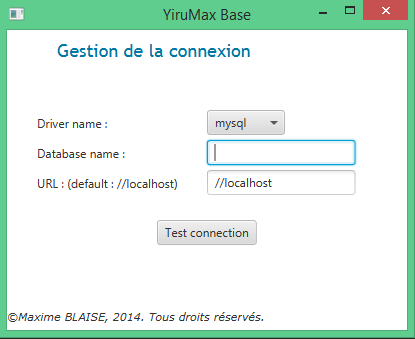 YiruMax Base
Gestion de la connexion
Driver name : mysql
Database name :
URL : (default : //localhost) //localhost
Test connection
©Maxime BLAISE, 2014. Tous droits réservés.